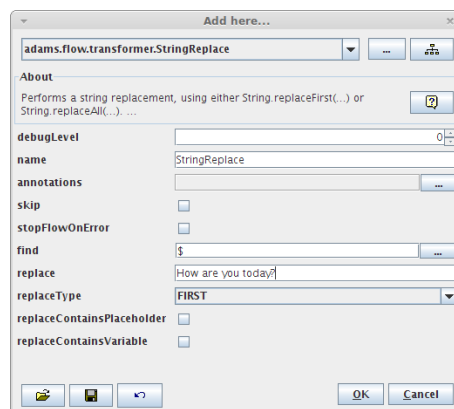 Add here...
adams.flow.transformer.StringReplace
...
About
Performs a string replacement, using either String.replaceFirst(...) or
String.replaceAll(...). ...
debugLevel 0
name StringReplace
annotations ...
skip
stopFlowOnError
find $ ...
replace How are you today?
replaceType FIRST
replaceContainsPlaceholder
replaceContainsVariable
OK Cancel